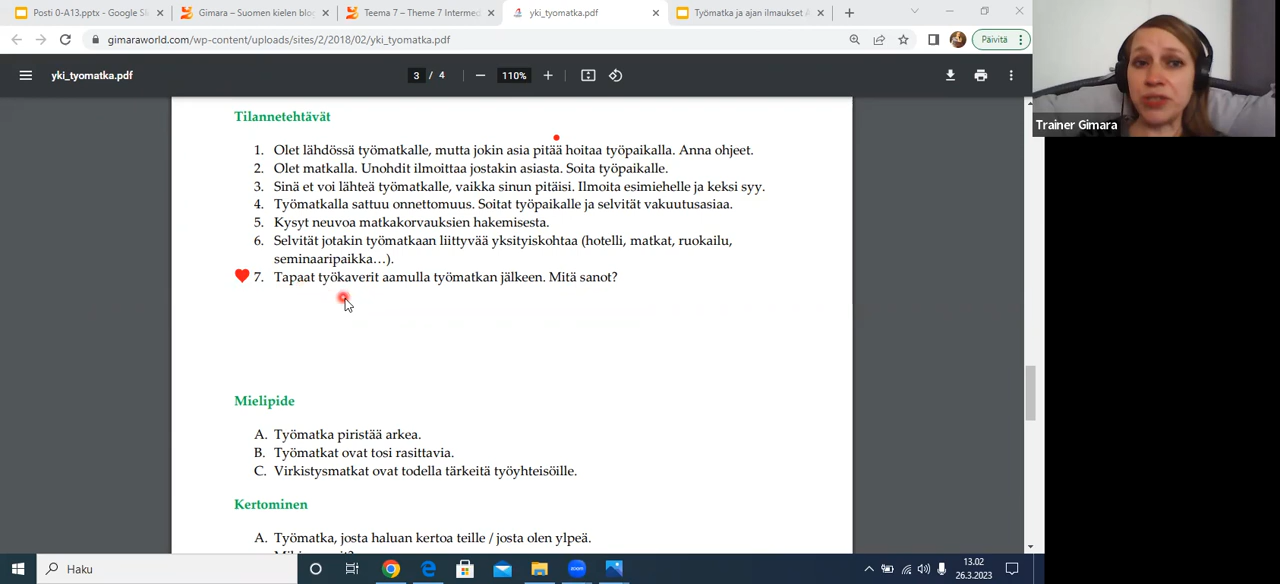 Posti 0-A13.pptx - Google Sli
Gimara – Suomen kielen blog
Teema 7 – Theme 7 Intermed
yki_tyomatka.pdf
Työmatka ja ajan ilmaukset A
gimaraworld.com/wp-content/uploads/sites/2/2018/02/yki_tyomatka.pdf
Päivitä
yki_tyomatka.pdf
3 / 4
110%
Trainer Gimara
Tilannetehtävät
1. Olet lähdössä työmatkalle, mutta jokin asia pitää hoitaa työpaikalla. Anna ohjeet.
2. Olet matkalla. Unohdit ilmoittaa jostakin asiasta. Soita työpaikalle.
3. Sinä et voi lähteä työmatkalle, vaikka sinun pitäisi. Ilmoita esimiehelle ja keksi syy.
4. Työmatkalla sattuu onnettomuus. Soitat työpaikalle ja selvität vakuutusasiaa.
5. Kysyt neuvoa matkakorvauksien hakemisesta.
6. Selvität jotakin työmatkaan liittyvää yksityiskohtaa (hotelli, matkat, ruokailu,
seminaaripaikka…).
7. Tapaat työkaverit aamulla työmatkan jälkeen. Mitä sanot?
Mielipide
A. Työmatka piristää arkea.
B. Työmatkat ovat tosi rasittavia.
C. Virkistysmatkat ovat todella tärkeitä työyhteisöille.
Kertominen
A. Työmatka, josta haluan kertoa teille / josta olen ylpeä.
Haku
zoom
13.02
26.3.2023